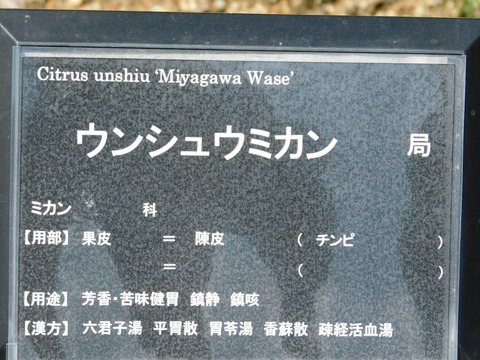 Citrus unshiu 'Miyagawa Wase'
ウンシュウミカン 局
ミカン 科
【用部】 果皮 = 陳皮 ( チンピ )
= ( )
【用途】 芳香・苦味健胃 鎮静 鎮咳
【漢方】 六君子湯 平胃散 胃苓湯 香蘇散 疎経活血湯